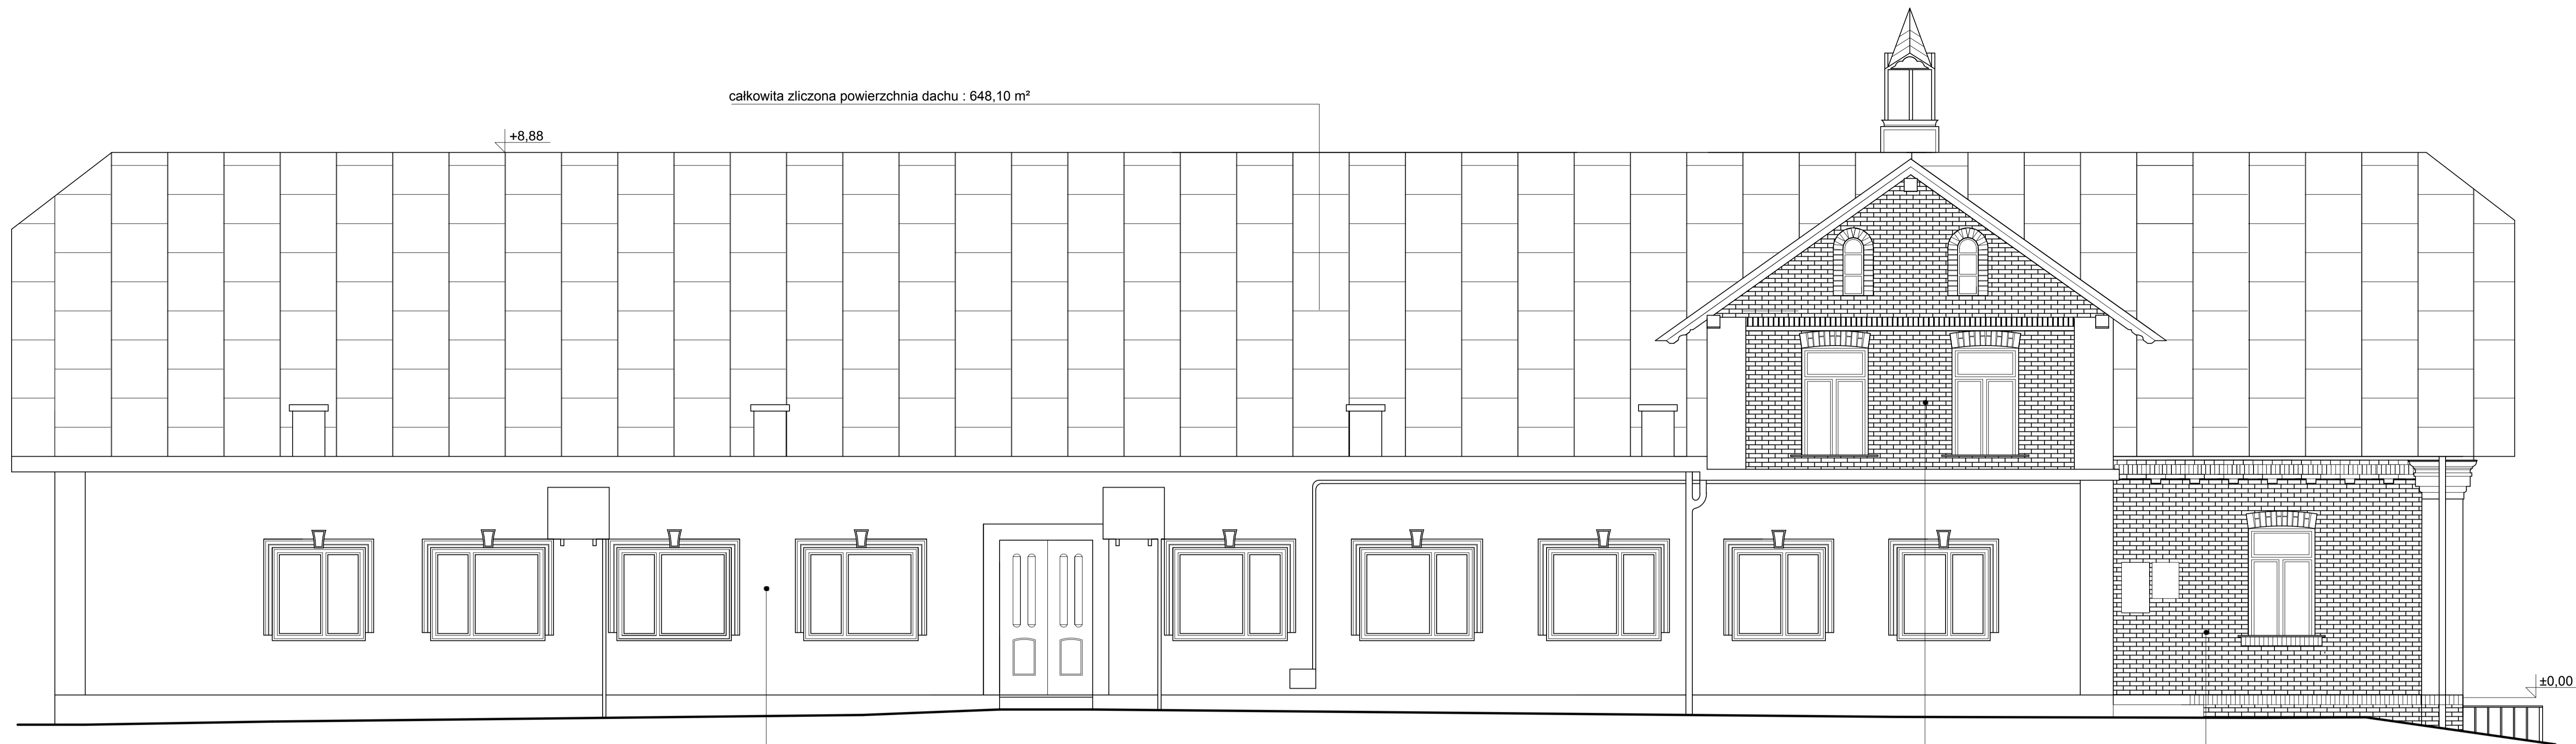 całkowita zliczona powierzchnia dachu : 648,10 m²
+8,88
±0,00